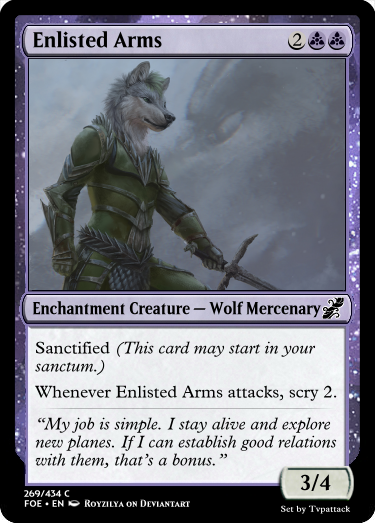 Enlisted Arms
2
Enchantment Creature — Wolf Mercenary
Sanctified (This card may start in your
sanctum.)
Whenever Enlisted Arms attacks, scry 2.
“My job is simple. I stay alive and explore
new planes. If I can establish good relations
with them, that’s a bonus.”
3/4
269/434 C
FOE • EN Royzilya on Deviantart
Set by Tvpattack